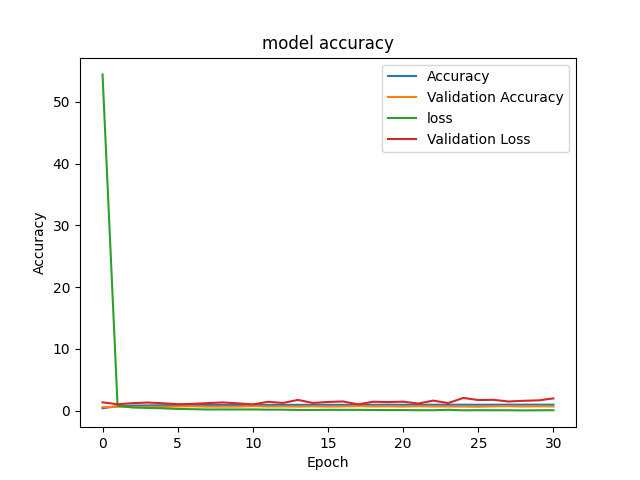 model accuracy
Accuracy
Validation Accuracy
loss
Validation Loss
50
40
30
20
10
0
Accuracy
0 5 10 15 20 25 30
Epoch